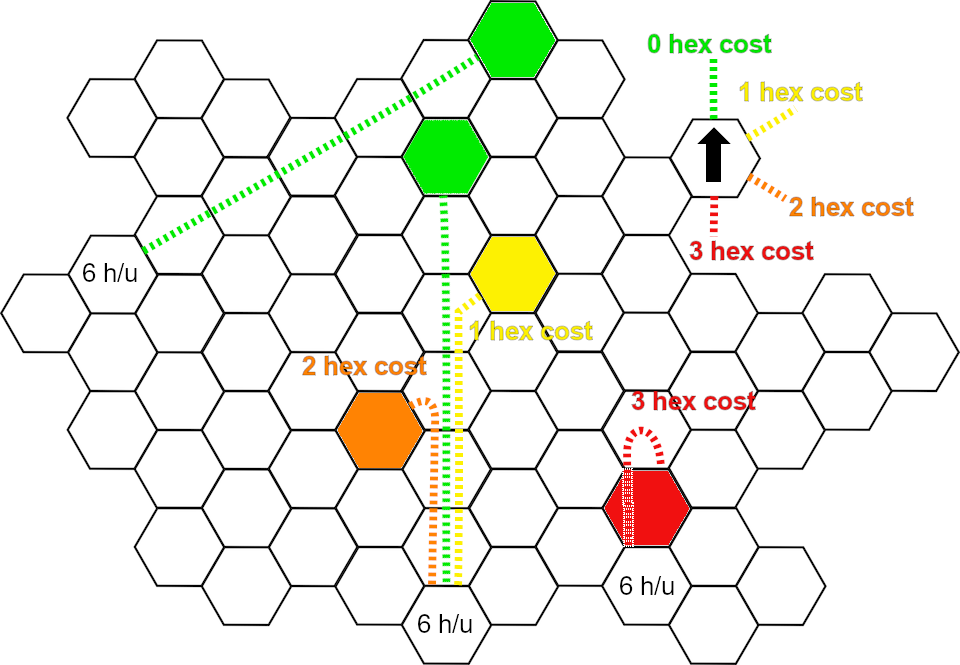 0 hex cost
1 hex cost
2 hex cost
3 hex cost
6 h/u
1 hex cost
2 hex cost
3 hex cost
6 h/u
6 h/u